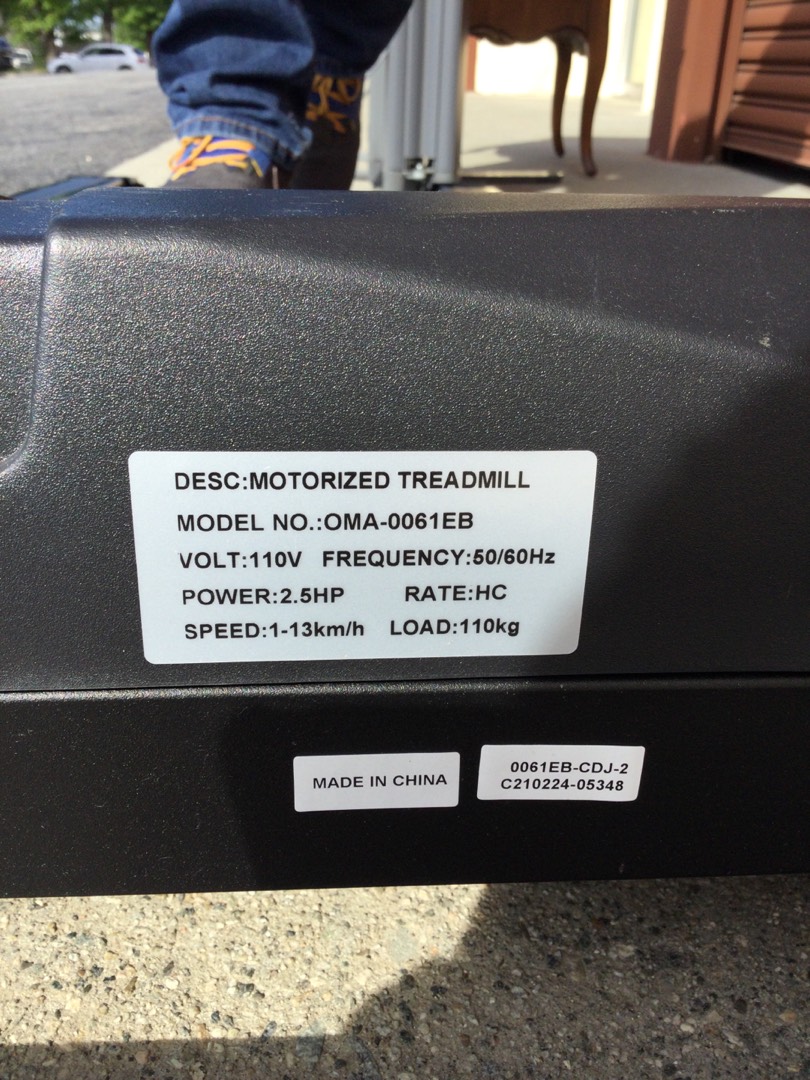 DESC:MOTORIZED TREADMILL
MODEL NO.:OMA-0061EB
VOLT:110V FREQUENCY:50/60Hz
POWER:2.5HP RATE:HC
SPEED:1-13km/h LOAD:110kg
MADE IN CHINA
0061EB-CDJ-2
C210224-05348